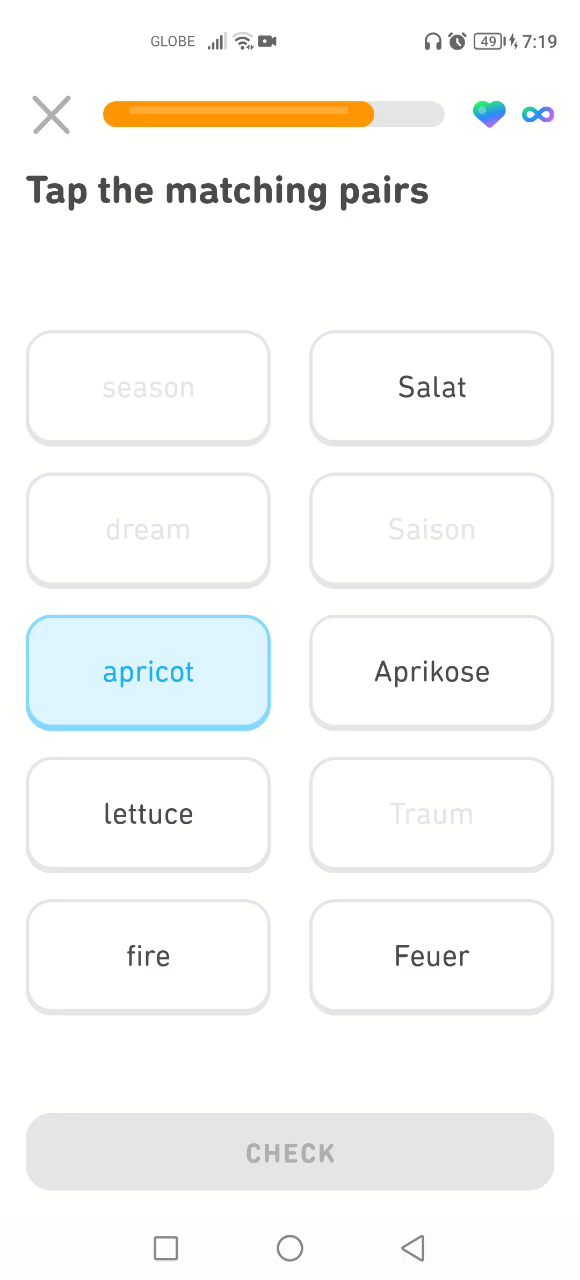 GLOBE 49 7:19
Tap the matching pairs
season Salat
dream Saison
apricot Aprikose
lettuce Traum
fire Feuer
CHECK